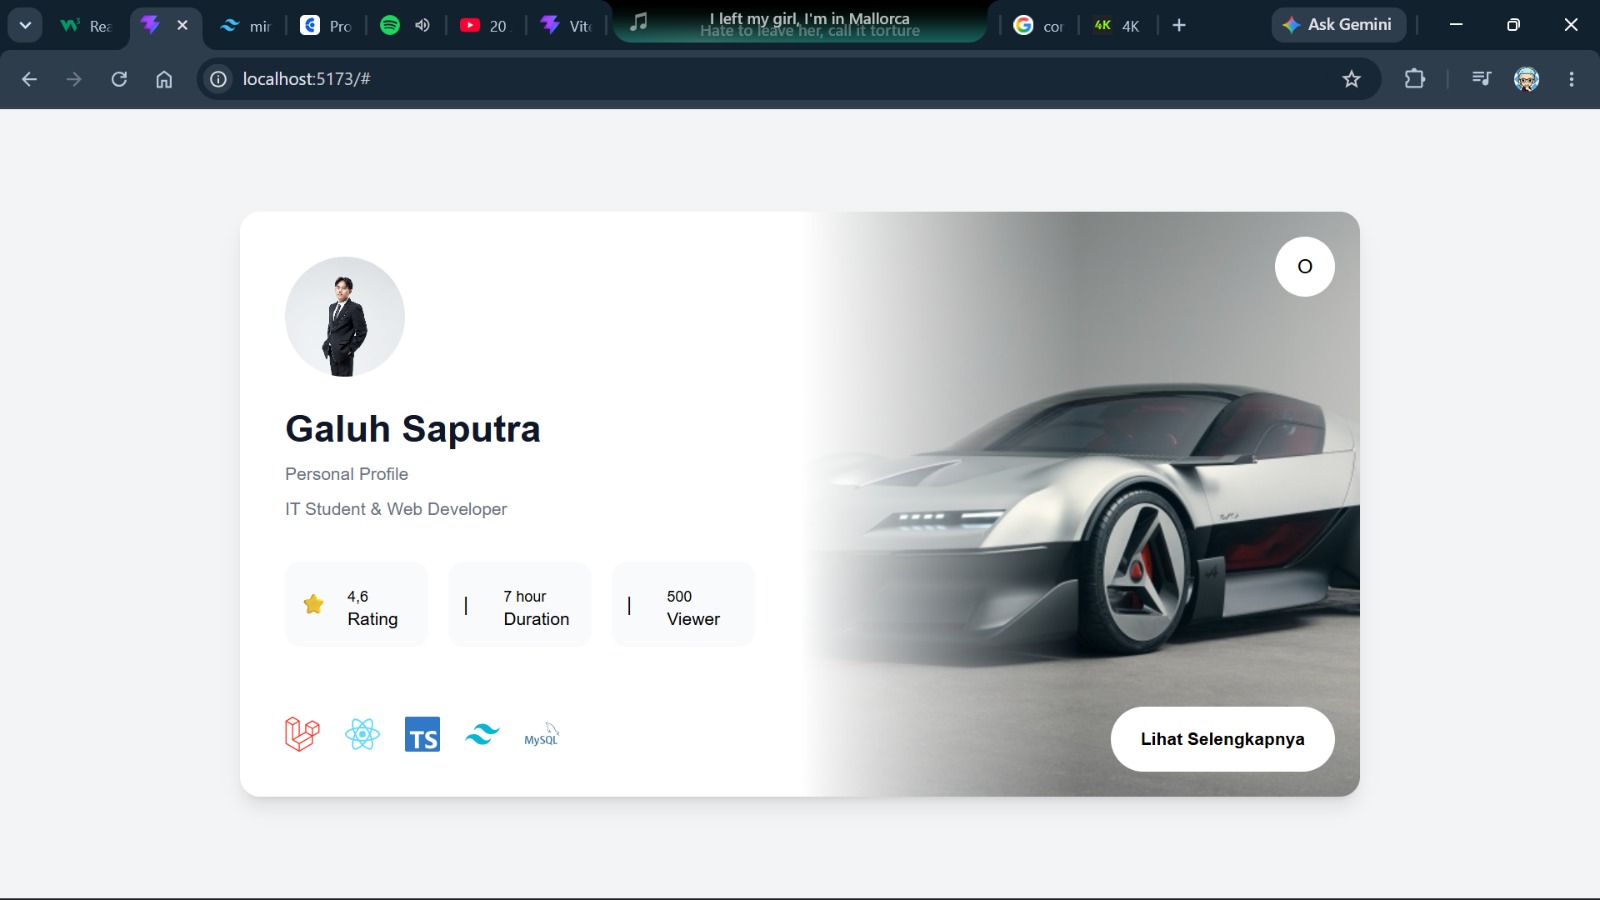 Rea
mir
Pro
20
Vite
I left my girl, I'm in Mallorca
Hate to leave her, call it torture
cor
4K 4K
Ask Gemini
localhost:5173/#
O
Galuh Saputra
Personal Profile
IT Student & Web Developer
4,6
Rating
|
7 hour
Duration
|
500
Viewer
TS
MySQL
Lihat Selengkapnya